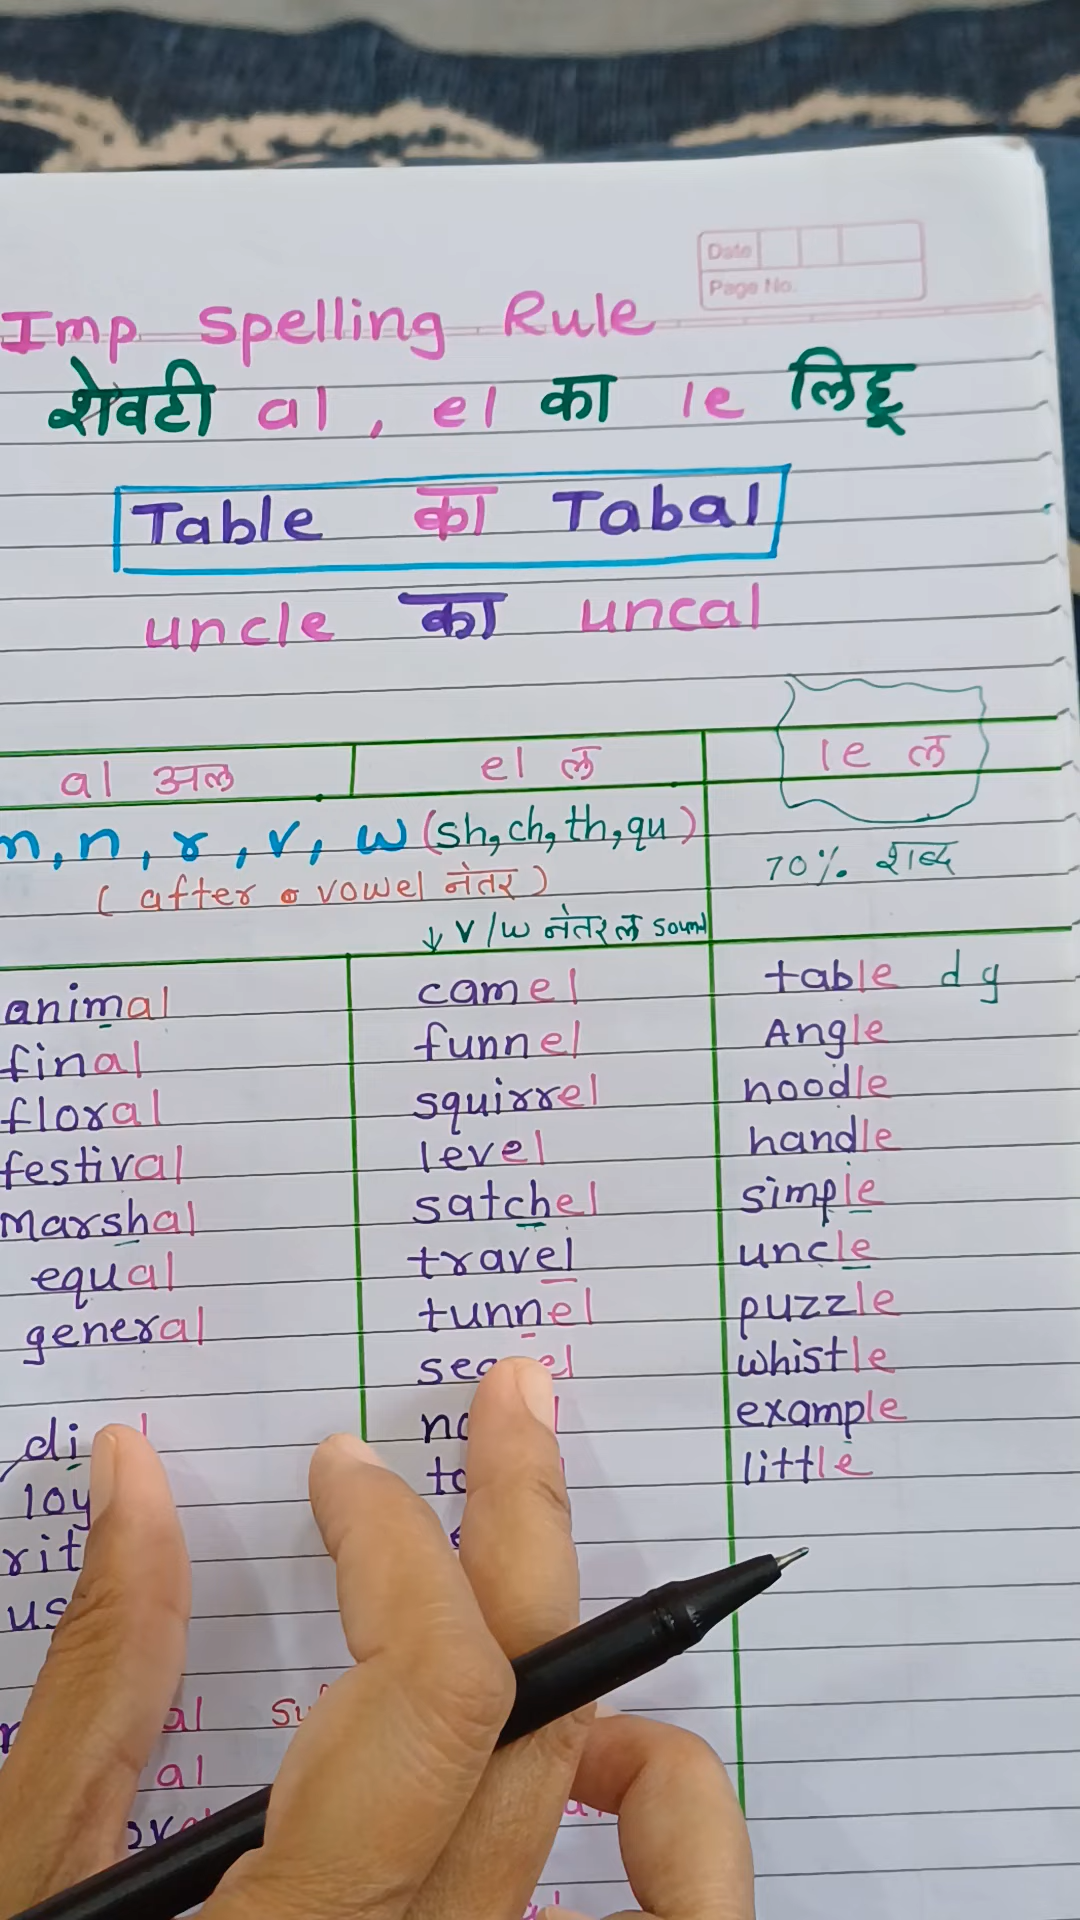 Date
Page No.
Imp Spelling Rule
शेवटी al, el का le लिहू
Table का Tabal
uncle का uncal
al अल el ल le ल
m, n, r, v, w (sh, ch, th, qu)
70% शब्द
(after vowel नंतर)
↓ v/w नंतर ल sound
animal camel table d g
final funnel Angle
floral squirrel noodle
festival level handle
marshal satchel simple
equal travel uncle
general tunnel puzzle
whistle
example
little
al
al